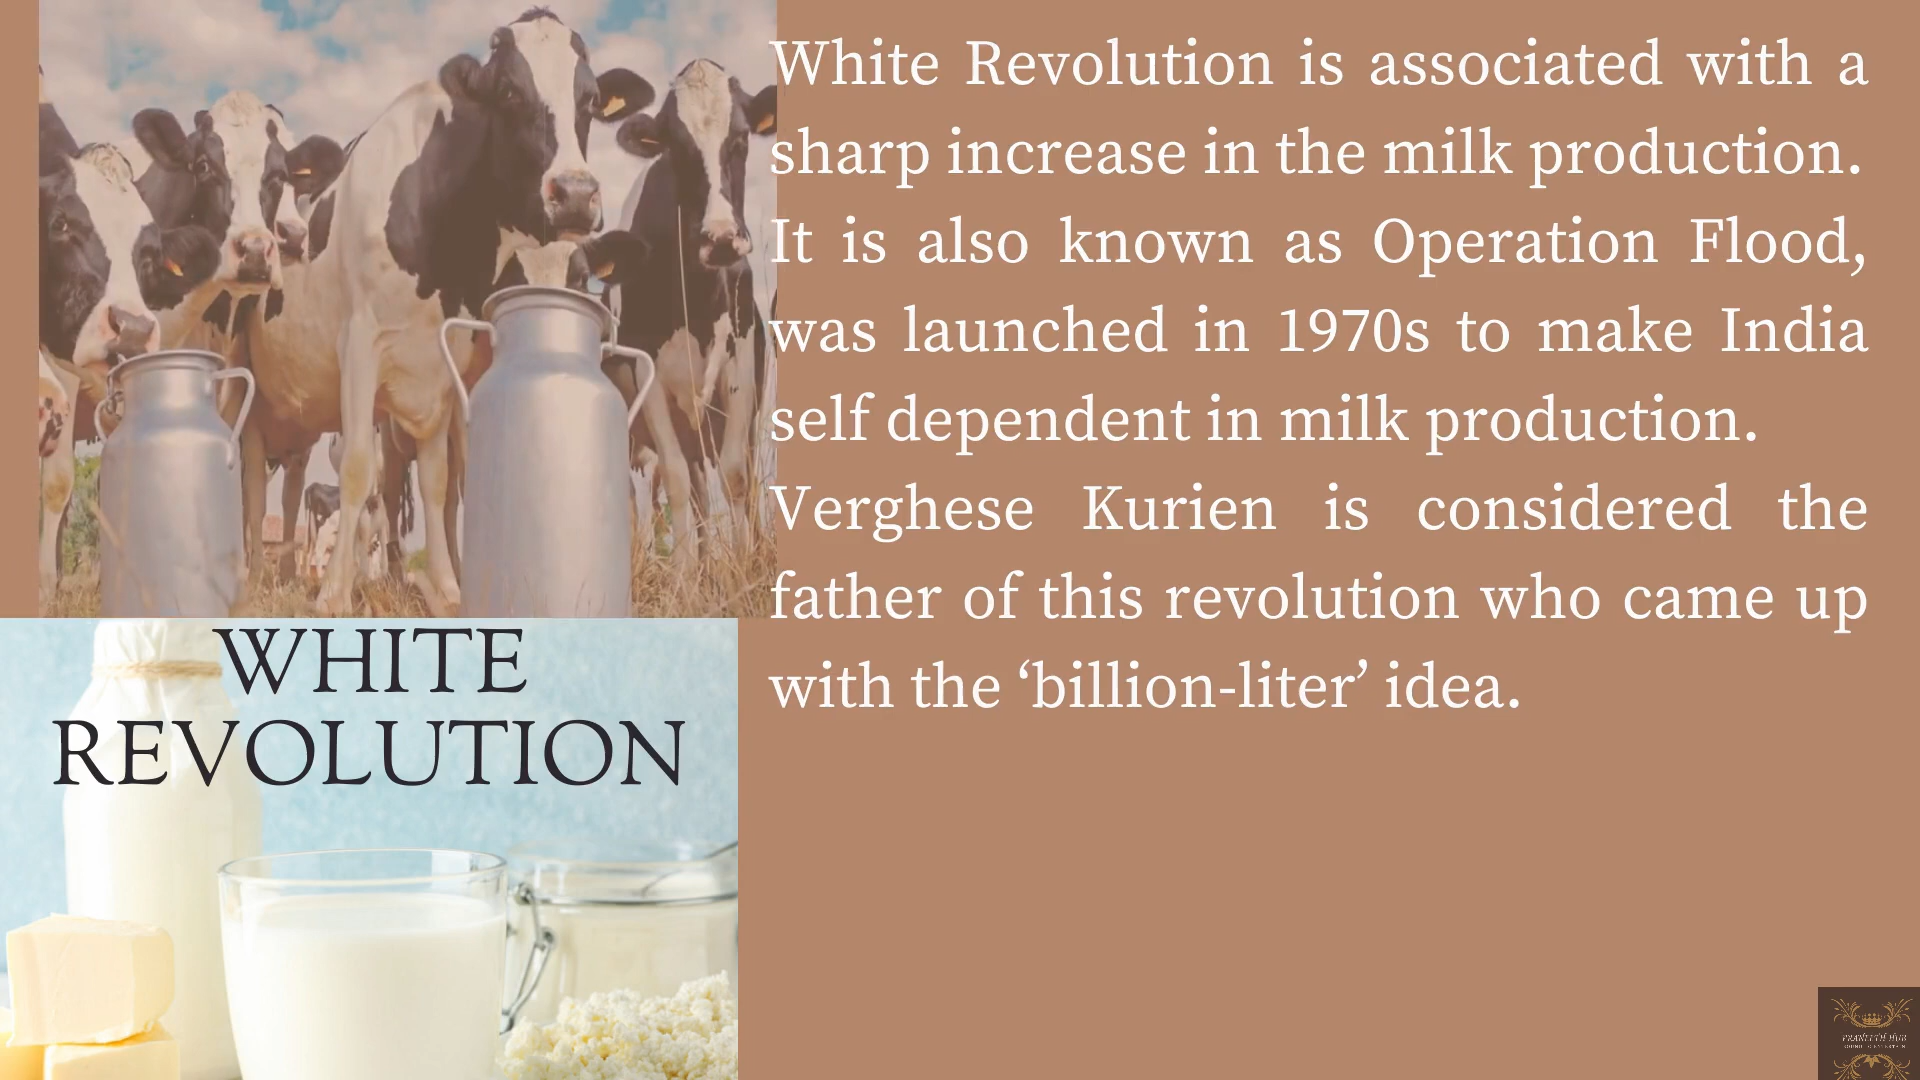 White Revolution is associated with a
sharp increase in the milk production.
It is also known as Operation Flood,
was launched in 1970s to make India
self dependent in milk production.
Verghese Kurien is considered the
father of this revolution who came up
with the ‘billion-liter’ idea.
WHITE
REVOLUTION
HUB